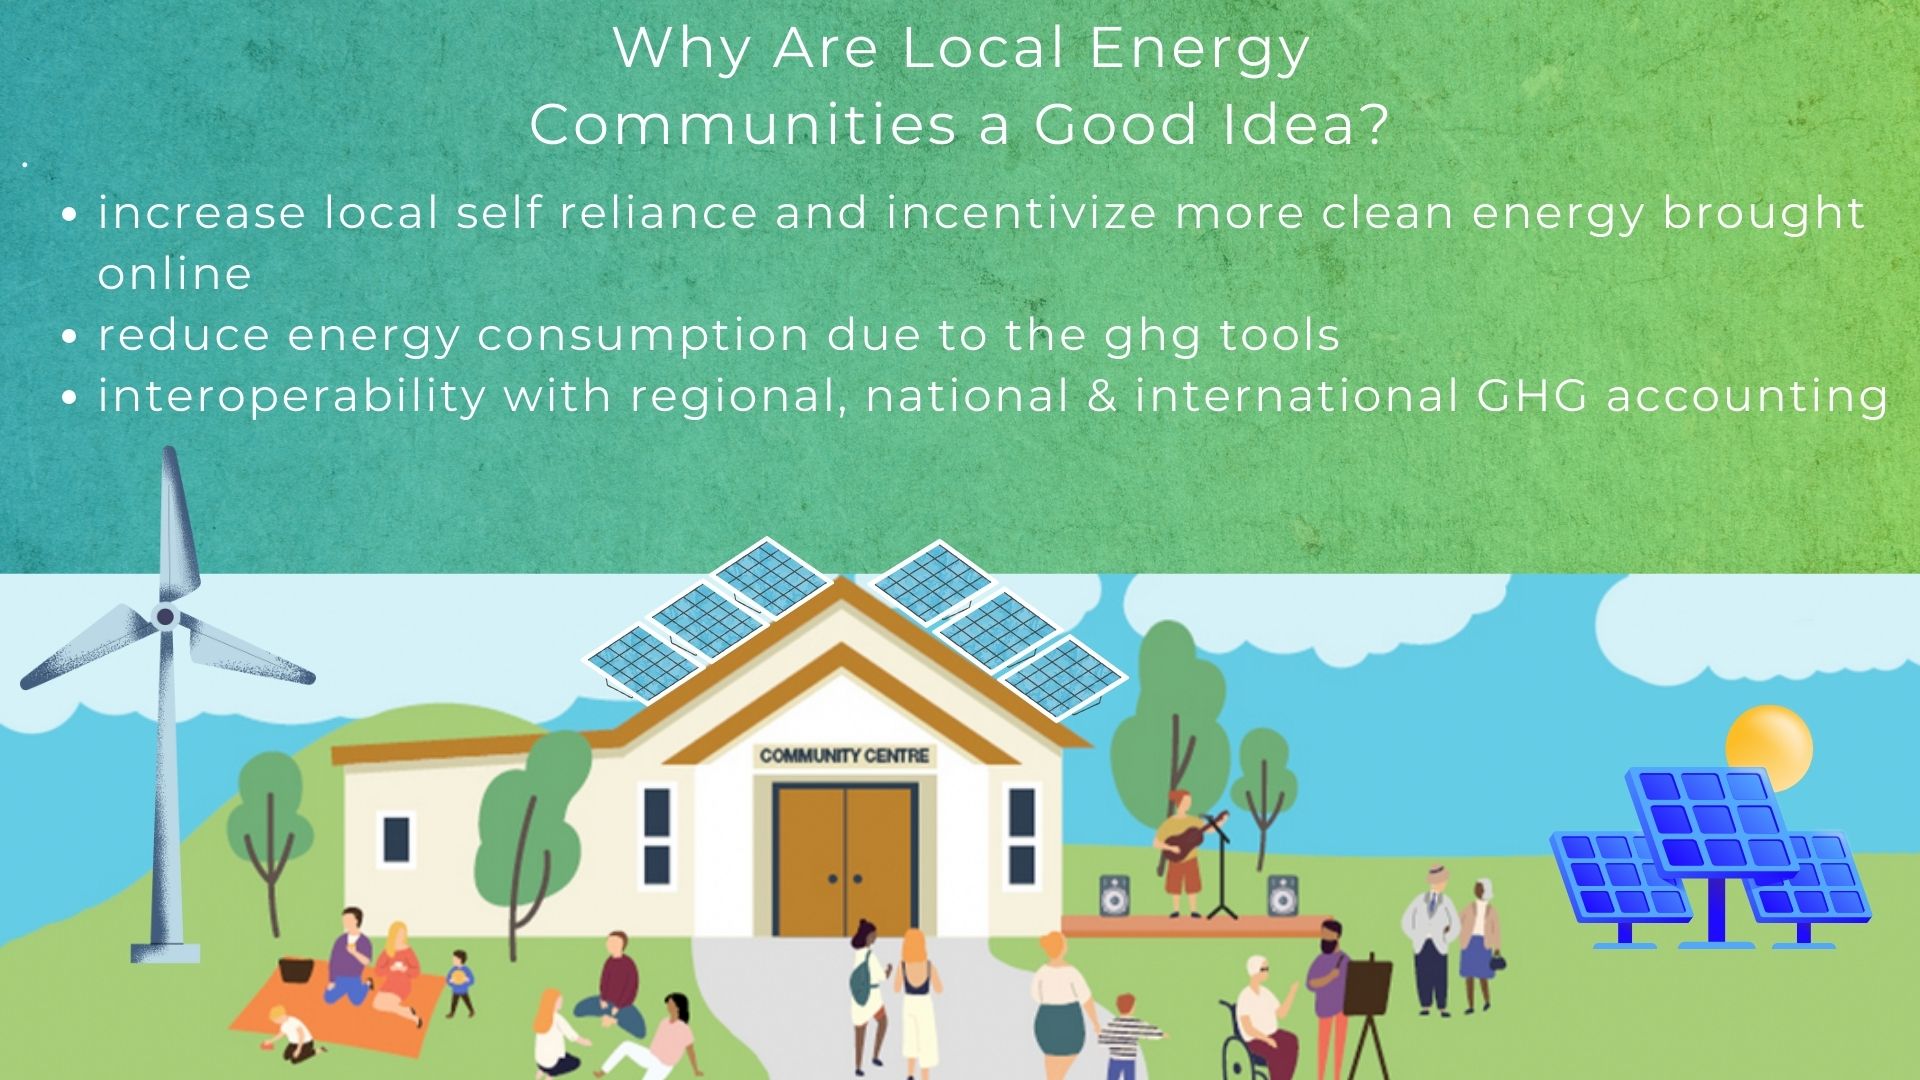 Why Are Local Energy
Communities a Good Idea?
.
• increase local self reliance and incentivize more clean energy brought
online
• reduce energy consumption due to the ghg tools
• interoperability with regional, national & international GHG accounting
COMMUNITY CENTRE